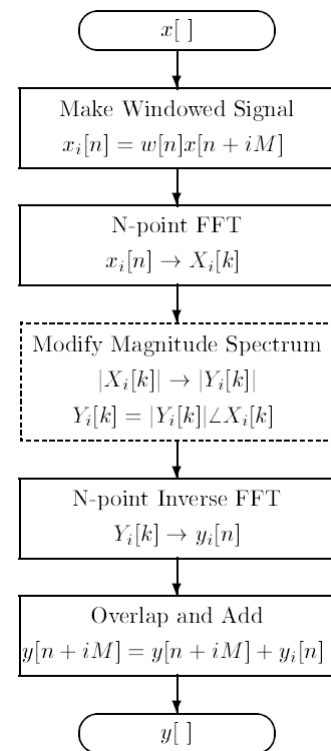 x[ ]
Make Windowed Signal
x_i[n] = w[n]x[n + iM]
N-point FFT
x_i[n] → X_i[k]
Modify Magnitude Spectrum
|X_i[k]| → |Y_i[k]|
Y_i[k] = |Y_i[k]|∠X_i[k]
N-point Inverse FFT
Y_i[k] → y_i[n]
Overlap and Add
y[n + iM] = y[n + iM] + y_i[n]
y[ ]